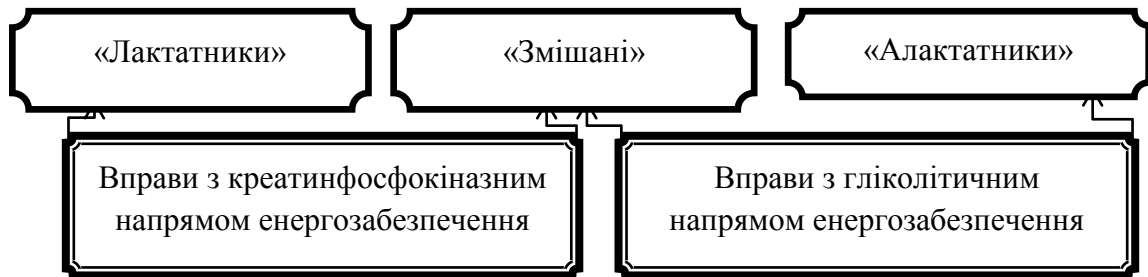 «Лактатники»
«Змішані»
«Алактатники»
Вправи з креатинфосфокіназним
напрямом енергозабезпечення
Вправи з гліколітичним
напрямом енергозабезпечення